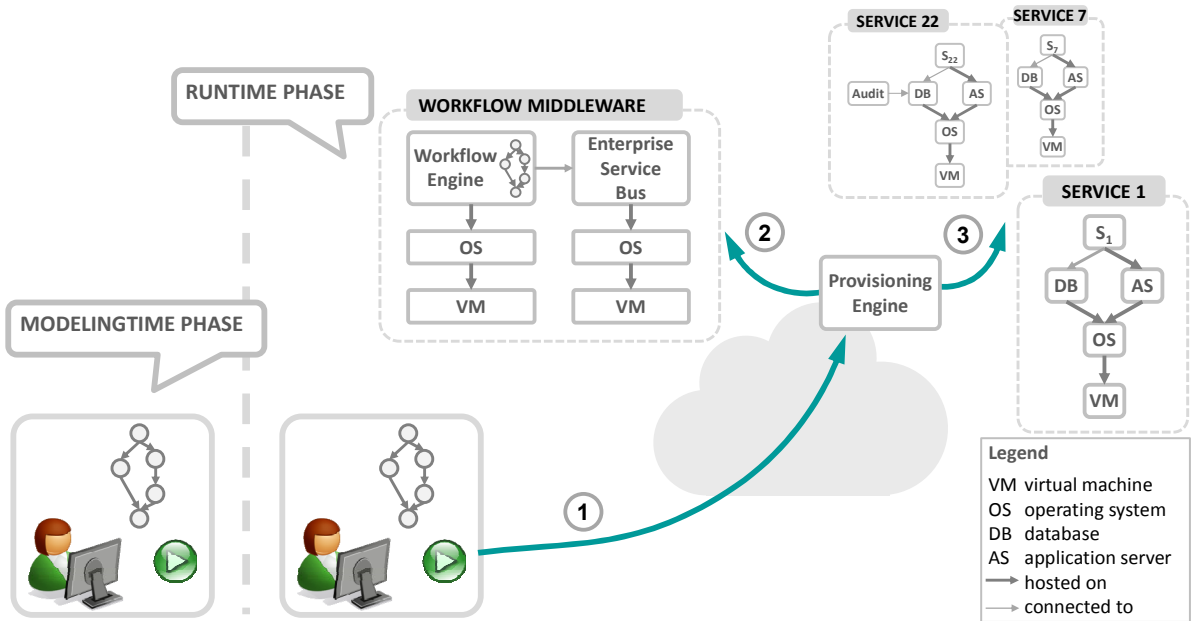 RUNTIME PHASE
MODELINGTIME PHASE
WORKFLOW MIDDLEWARE
Workflow
Engine
Enterprise
Service
Bus
OS
OS
VM
VM
SERVICE 22
S22
Audit
DB
AS
OS
VM
SERVICE 7
S7
DB
AS
OS
VM
2
3
Provisioning
Engine
SERVICE 1
S1
DB
AS
OS
VM
1
Legend
VM virtual machine
OS operating system
DB database
AS application server
hosted on
connected to